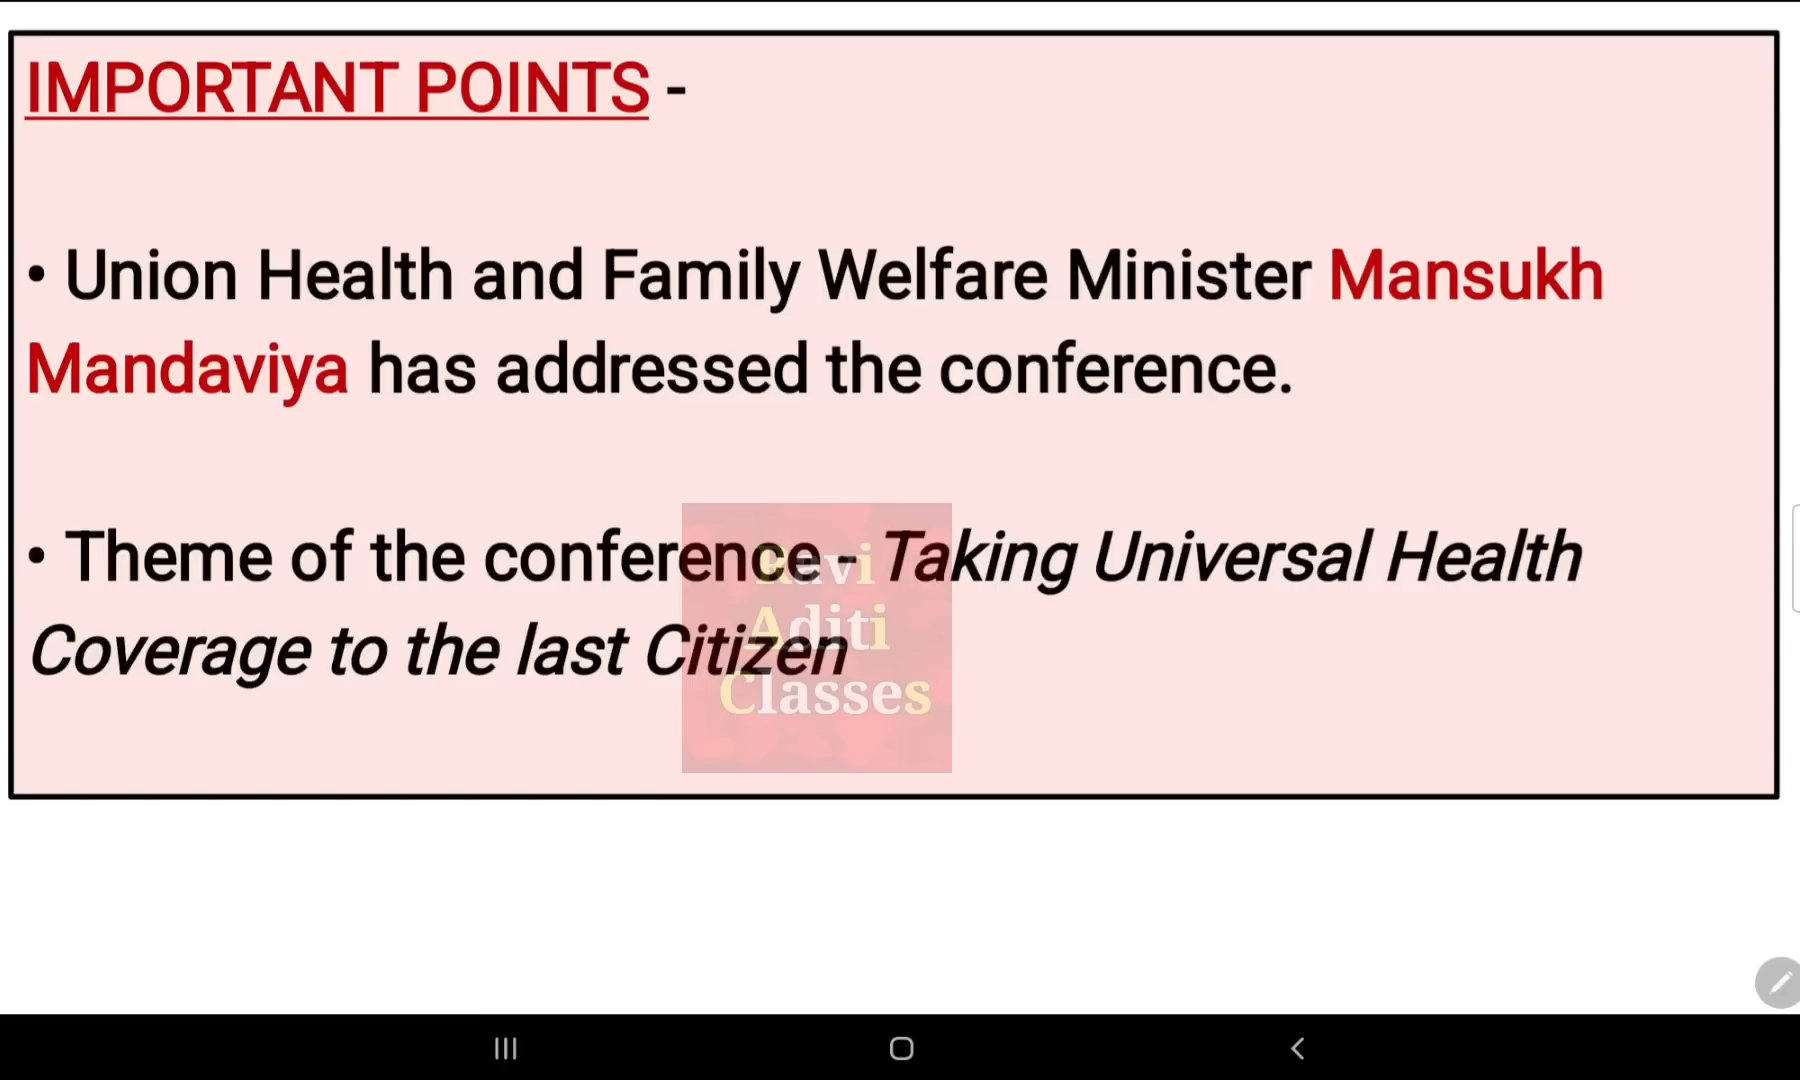 IMPORTANT POINTS -
• Union Health and Family Welfare Minister Mansukh
Mandaviya has addressed the conference.
• Theme of the conference - Taking Universal Health
Coverage to the last Citizen
Ravi
Aditi
Classes